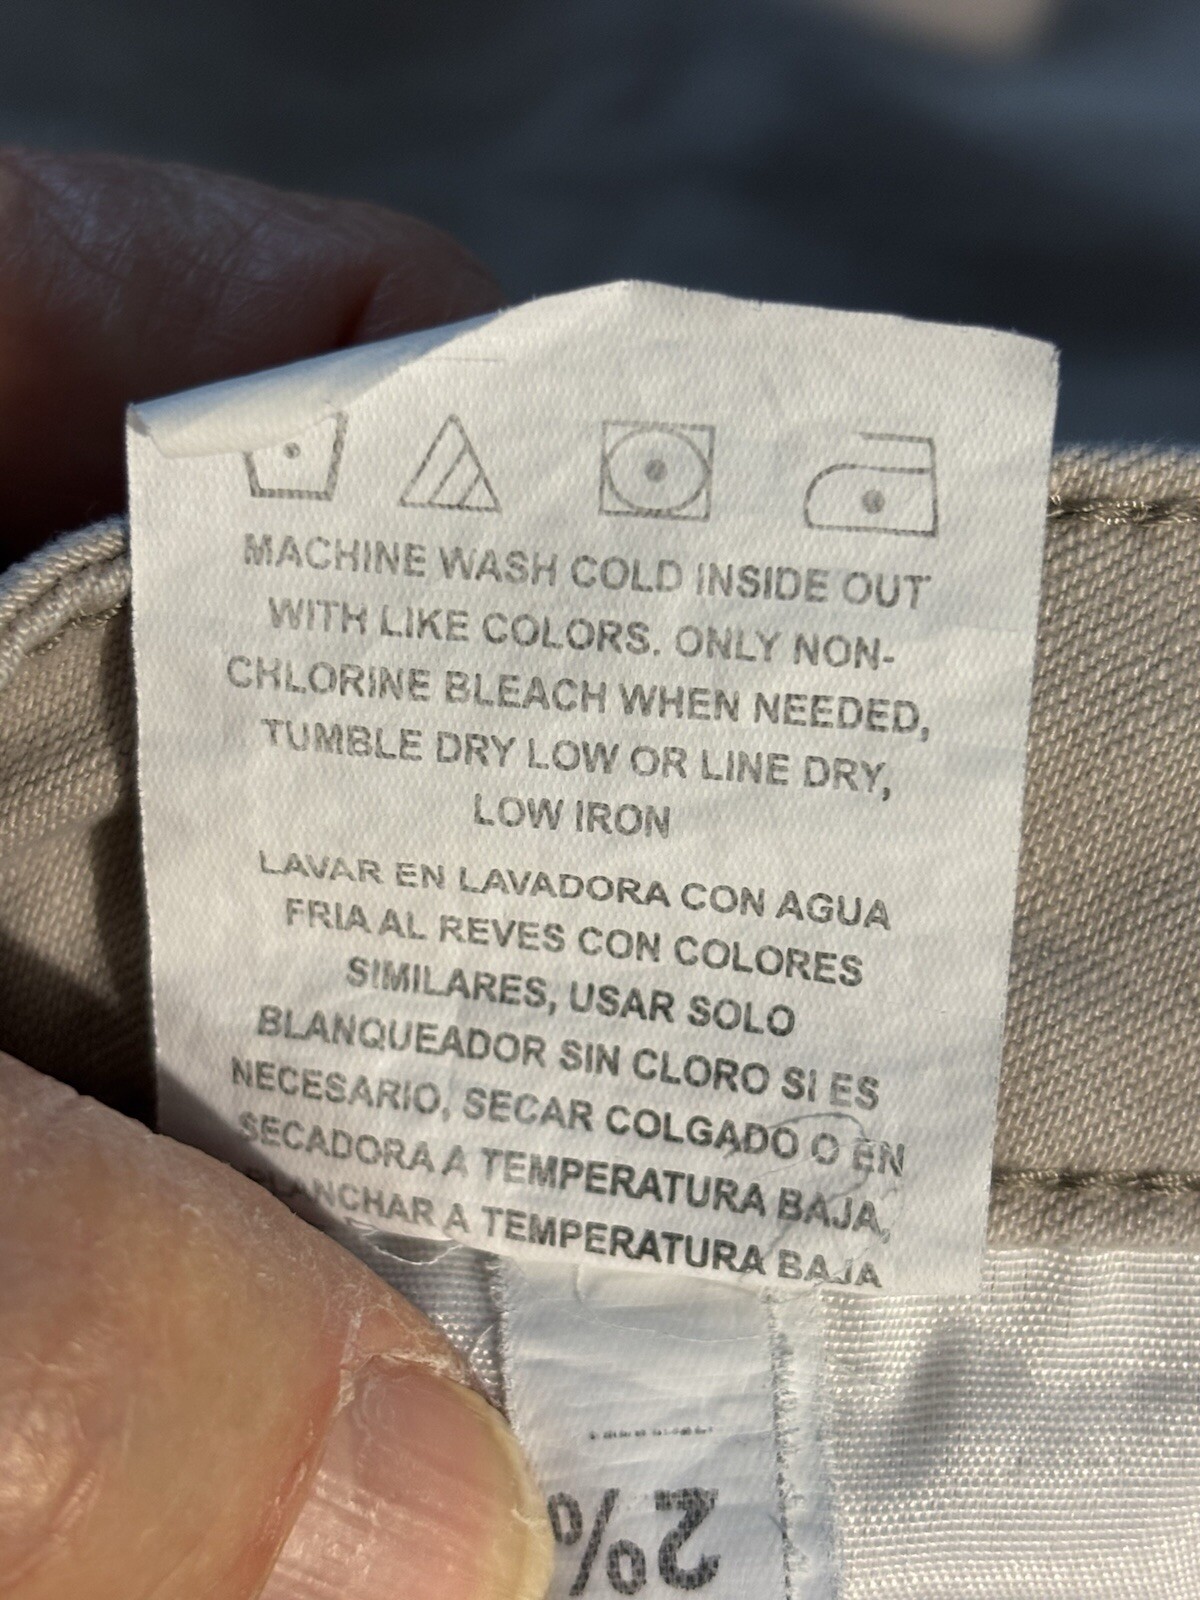 MACHINE WASH COLD INSIDE OUT
WITH LIKE COLORS. ONLY NON-
CHLORINE BLEACH WHEN NEEDED,
TUMBLE DRY LOW OR LINE DRY,
LOW IRON
LAVAR EN LAVADORA CON AGUA
FRIA AL REVES CON COLORES
SIMILARES, USAR SOLO
BLANQUEADOR SIN CLORO SI ES
NECESARIO, SECAR COLGADO O EN
SECADORA A TEMPERATURA BAJA,
PLANCHAR A TEMPERATURA BAJA
2%